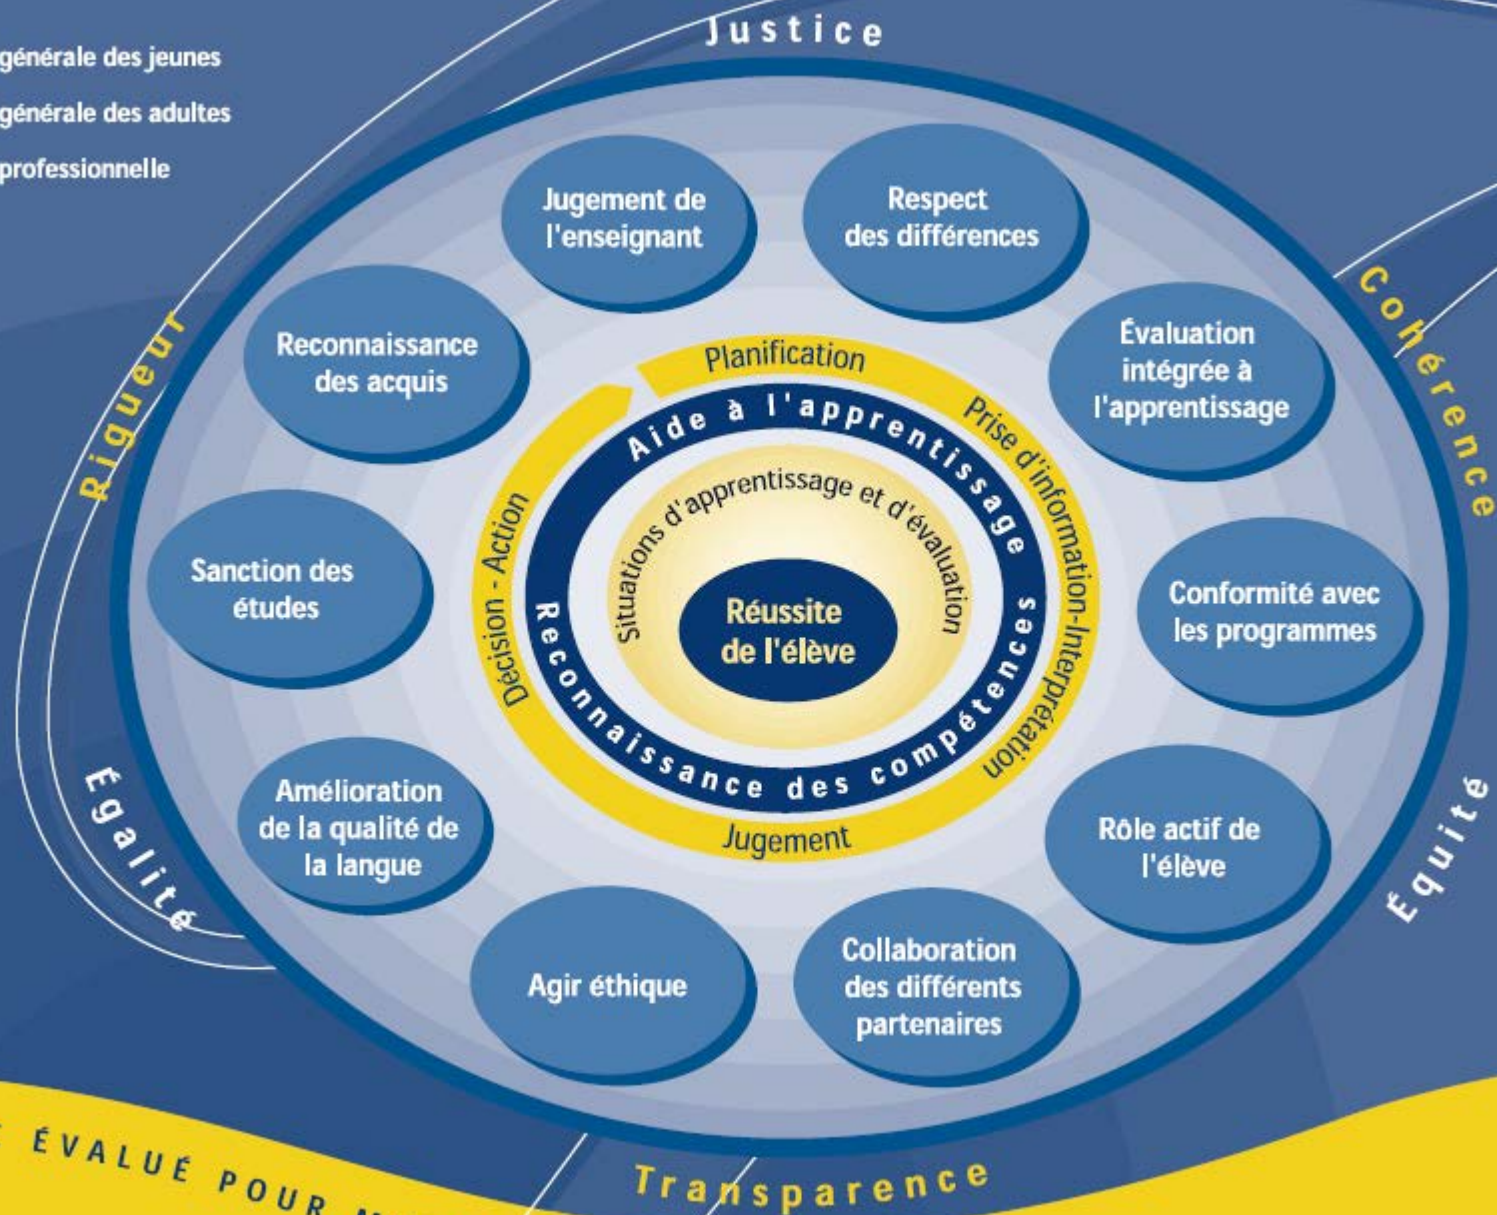 générale des jeunes
générale des adultes
professionnelle
Justice
Cohérence
Équité
Transparence
Égalité
Rigueur
Jugement de
l'enseignant
Respect
des différences
Évaluation
intégrée à
l'apprentissage
Conformité avec
les programmes
Rôle actif de
l'élève
Collaboration
des différents
partenaires
Agir éthique
Amélioration
de la qualité de
la langue
Sanction des
études
Reconnaissance
des acquis
Planification
Prise d'information-Interprétation
Jugement
Décision - Action
Aide à l'apprentissage
Reconnaissance des compétences
Situations d'apprentissage et d'évaluation
Réussite
de l'élève
ÉVALUÉ POUR